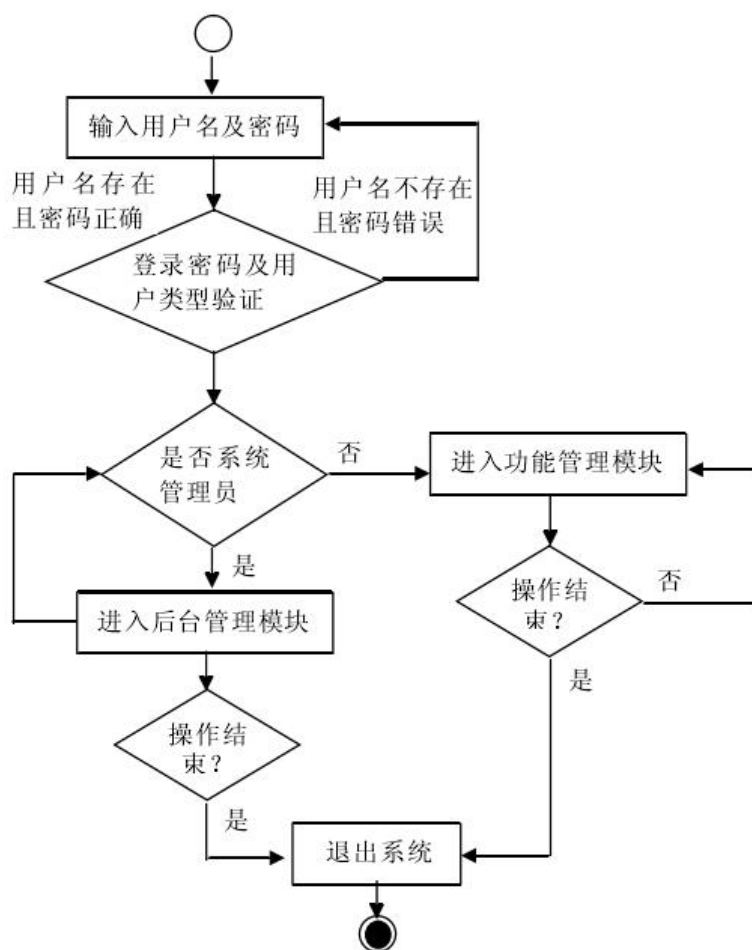 输入用户名及密码
用户名存在
且密码正确
用户名不存在
且密码错误
登录密码及用
户类型验证
是否系统
管理员
否
进入功能管理模块
是
进入后台管理模块
操作结
束？
否
是
操作结
束？
是
退出系统